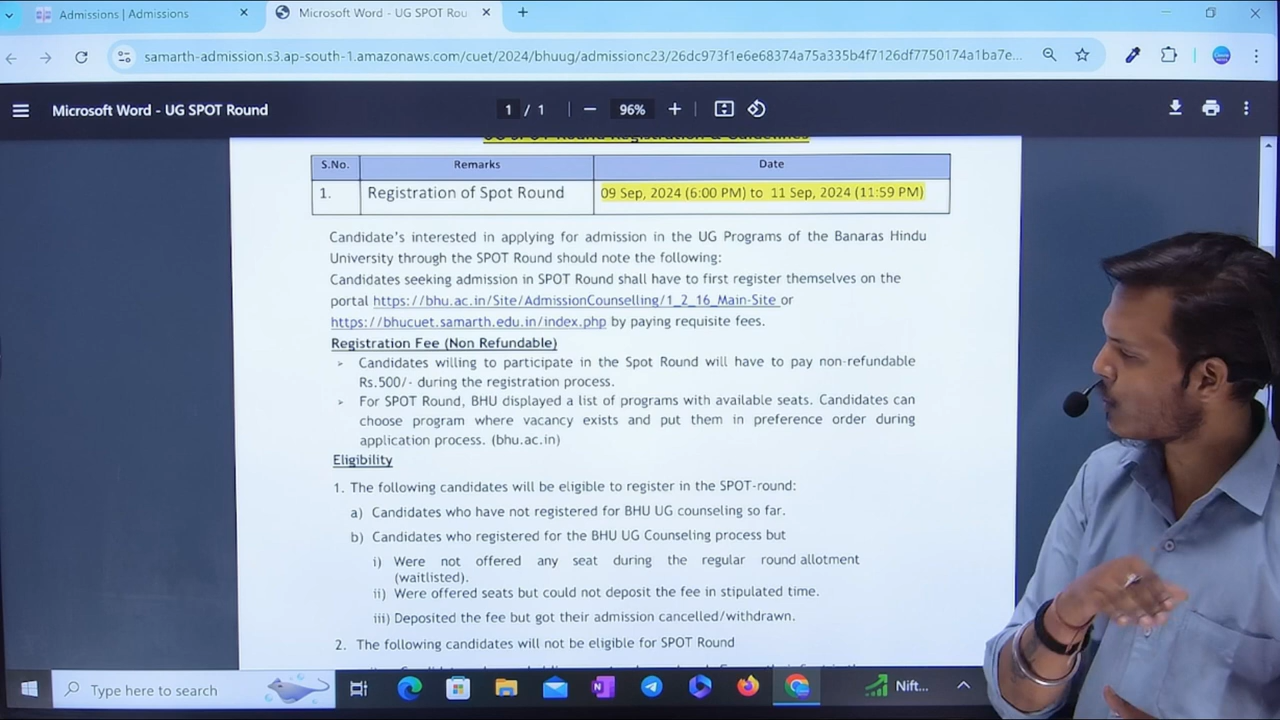 Admissions | Admissions
Microsoft Word - UG SPOT Rou
samarth-admission.s3.ap-south-1.amazonaws.com/cuet/2024/bhuug/admissionc23/26dc973f1e6e68374a75a335b4f7126df7750174a1ba7e...
Microsoft Word - UG SPOT Round
1 / 1
96%
S.No. Remarks Date
1. Registration of Spot Round 09 Sep, 2024 (6:00 PM) to 11 Sep, 2024 (11:59 PM)
Candidate's interested in applying for admission in the UG Programs of the Banaras Hindu
University through the SPOT Round should note the following:
Candidates seeking admission in SPOT Round shall have to first register themselves on the
portal https://bhu.ac.in/Site/AdmissionCounselling/1_2_16_Main-Site or
https://bhucuet.samarth.edu.in/index.php by paying requisite fees.
Registration Fee (Non Refundable)
➢ Candidates willing to participate in the Spot Round will have to pay non-refundable
Rs.500/- during the registration process.
➢ For SPOT Round, BHU displayed a list of programs with available seats. Candidates can
choose program where vacancy exists and put them in preference order during
application process. (bhu.ac.in)
Eligibility
1. The following candidates will be eligible to register in the SPOT-round:
a) Candidates who have not registered for BHU UG counseling so far.
b) Candidates who registered for the BHU UG Counseling process but
i) Were not offered any seat during the regular round allotment
(waitlisted).
ii) Were offered seats but could not deposit the fee in stipulated time.
iii) Deposited the fee but got their admission cancelled/withdrawn.
2. The following candidates will not be eligible for SPOT Round
Type here to search
Nift...